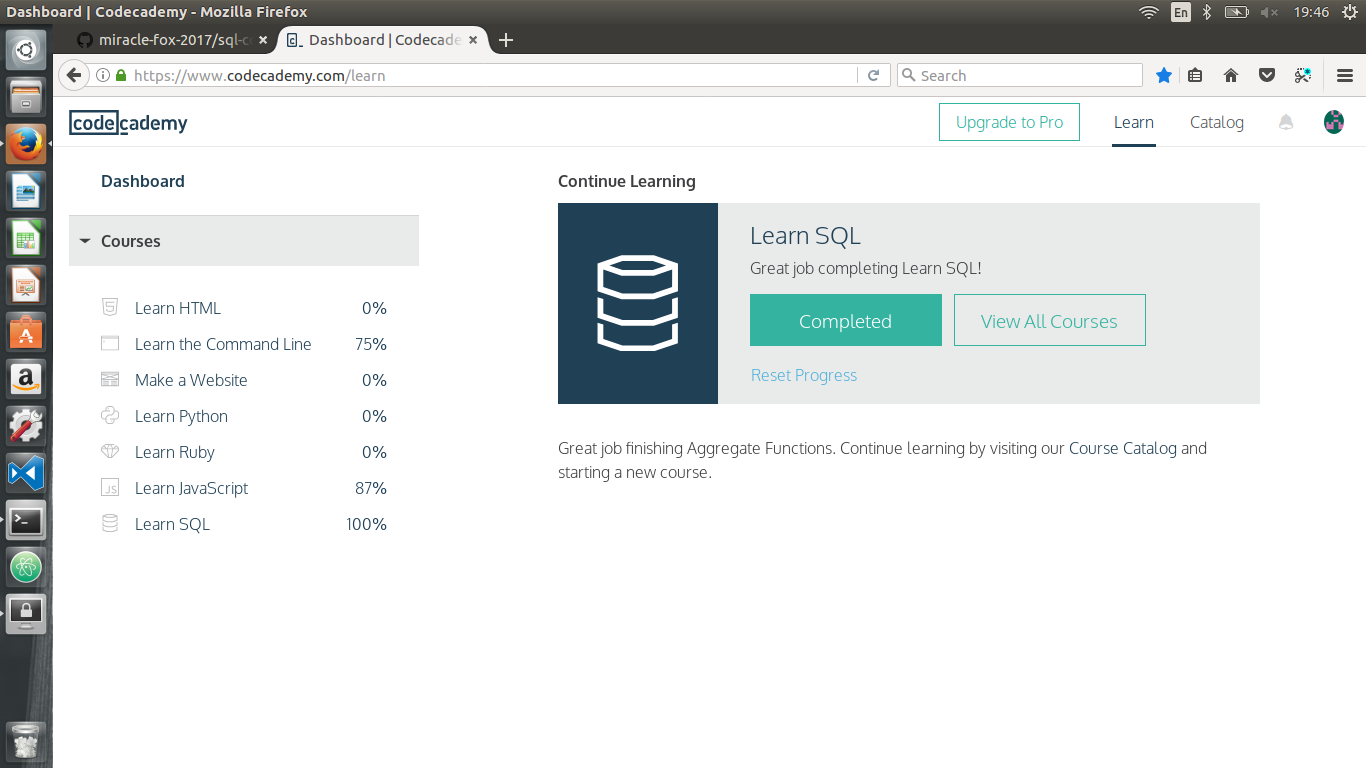 Dashboard | Codecademy - Mozilla Firefox
En
19:46
miracle-fox-2017/sql-c
Dashboard | Codecade
https://www.codecademy.com/learn
Search
codecademy
Upgrade to Pro
Learn
Catalog
Dashboard
Courses
Learn HTML 0%
Learn the Command Line 75%
Make a Website 0%
Learn Python 0%
Learn Ruby 0%
Learn JavaScript 87%
Learn SQL 100%
Continue Learning
Learn SQL
Great job completing Learn SQL!
Completed
View All Courses
Reset Progress
Great job finishing Aggregate Functions. Continue learning by visiting our Course Catalog and
starting a new course.